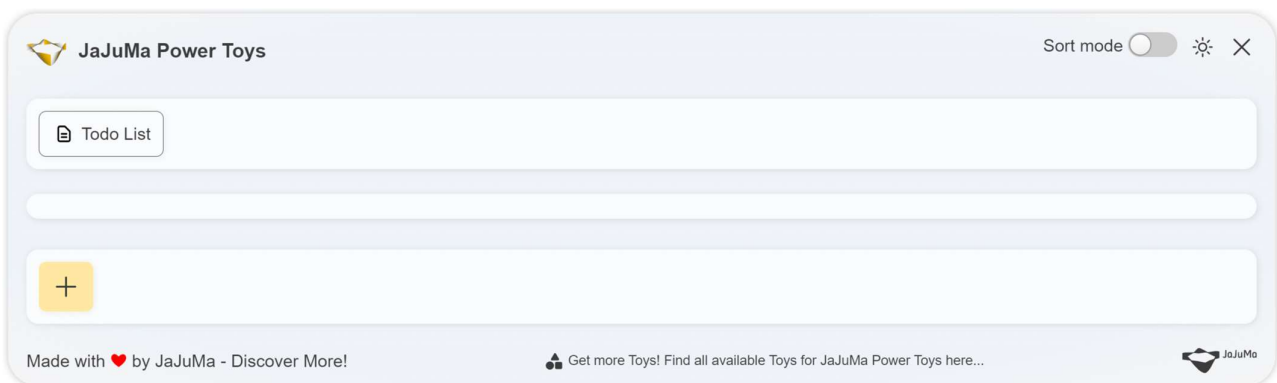 JaJuMa Power Toys
Sort mode
Todo List
Made with ❤ by JaJuMa - Discover More!
Get more Toys! Find all available Toys for JaJuMa Power Toys here...
JaJuMa